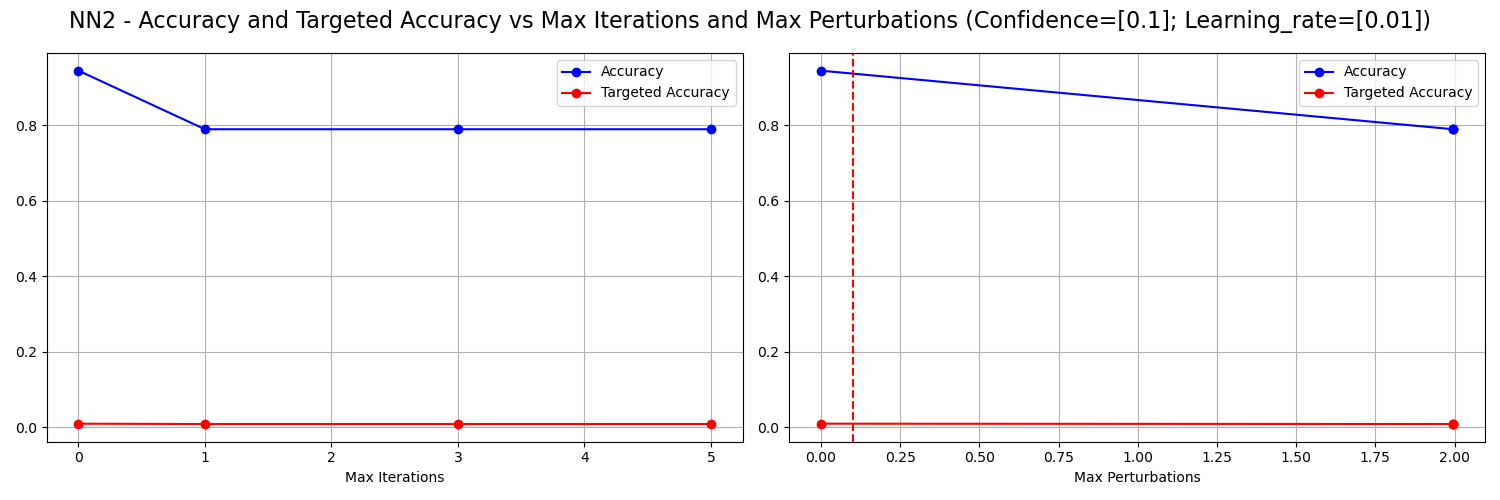 NN2 - Accuracy and Targeted Accuracy vs Max Iterations and Max Perturbations (Confidence=[0.1]; Learning_rate=[0.01])
Accuracy
Targeted Accuracy
0.8
0.6
0.4
0.2
0.0
0 1 2 3 4 5
Max Iterations
Accuracy
Targeted Accuracy
0.8
0.6
0.4
0.2
0.0
0.00 0.25 0.50 0.75 1.00 1.25 1.50 1.75 2.00
Max Perturbations